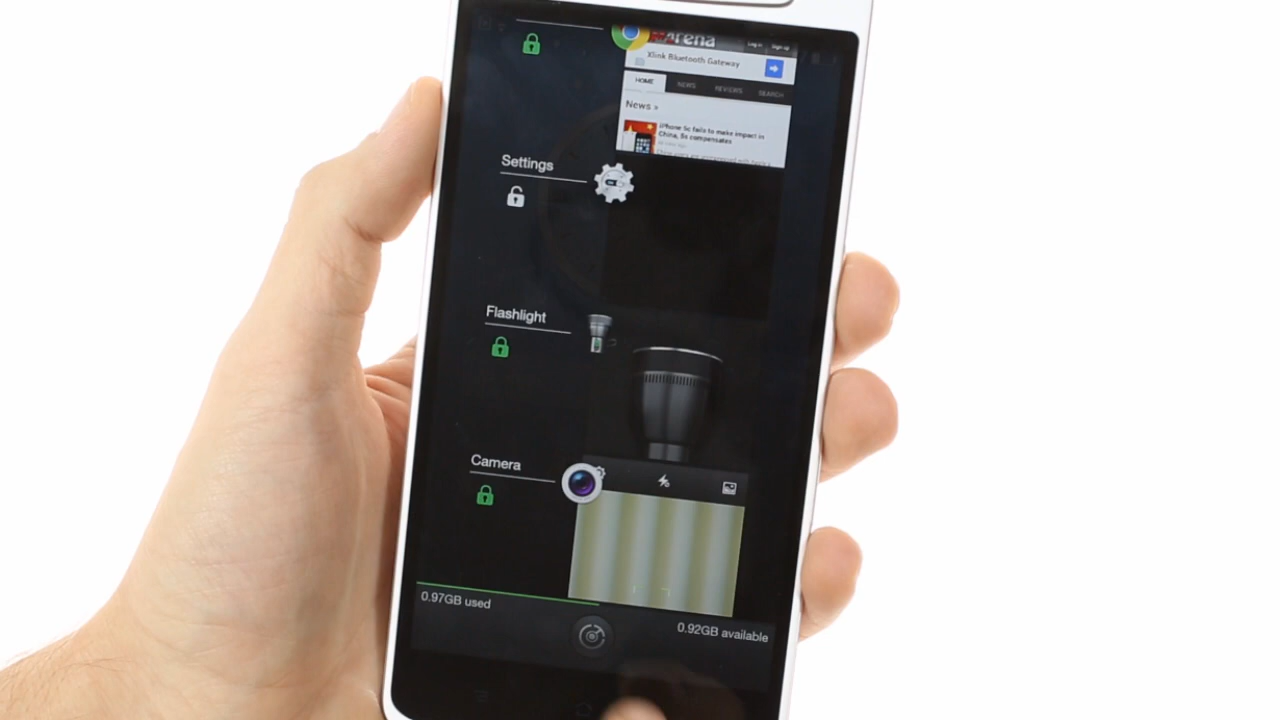 arena
Log in
Sign up
Xlink Bluetooth Gateway
HOME
NEWS
REVIEWS
SEARCH
News »
iPhone 5c fails to make impact in
China, 5s compensates
Settings
Flashlight
Camera
0.97GB used
0.92GB available